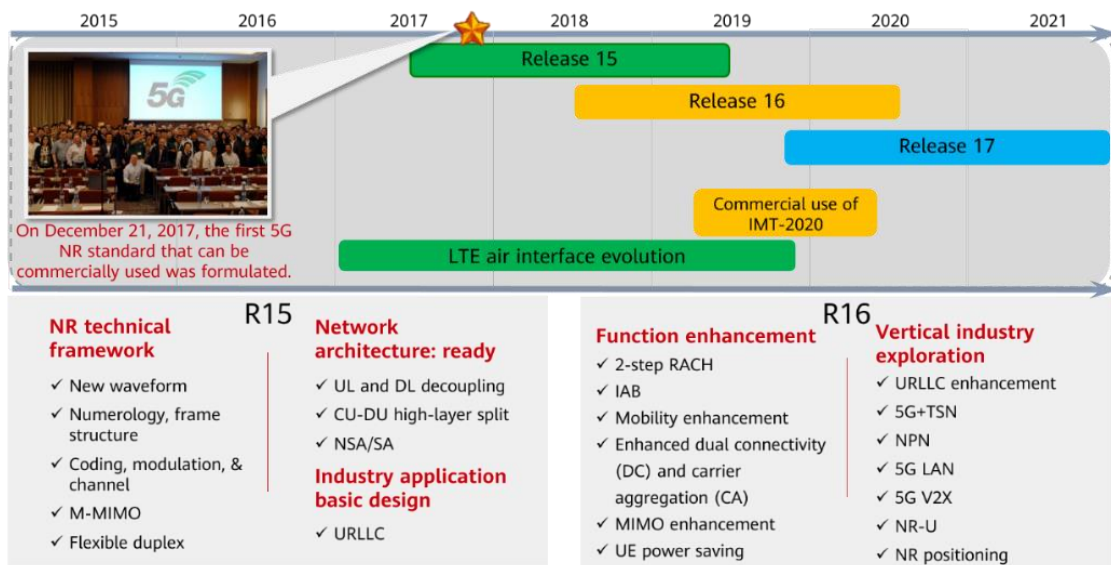 2015 2016 2017 2018 2019 2020 2021
Release 15
5G
Release 16
Release 17
Commercial use of
IMT-2020
On December 21, 2017, the first 5G
NR standard that can be
commercially used was formulated.
LTE air interface evolution
R15
NR technical
framework
✓ New waveform
✓ Numerology, frame
structure
✓ Coding, modulation, &
channel
✓ M-MIMO
✓ Flexible duplex
Network
architecture: ready
✓ UL and DL decoupling
✓ CU-DU high-layer split
✓ NSA/SA
Industry application
basic design
✓ URLLC
R16
Function enhancement
✓ 2-step RACH
✓ IAB
✓ Mobility enhancement
✓ Enhanced dual connectivity
(DC) and carrier
aggregation (CA)
✓ MIMO enhancement
✓ UE power saving
Vertical industry
exploration
✓ URLLC enhancement
✓ 5G+TSN
✓ NPN
✓ 5G LAN
✓ 5G V2X
✓ NR-U
✓ NR positioning